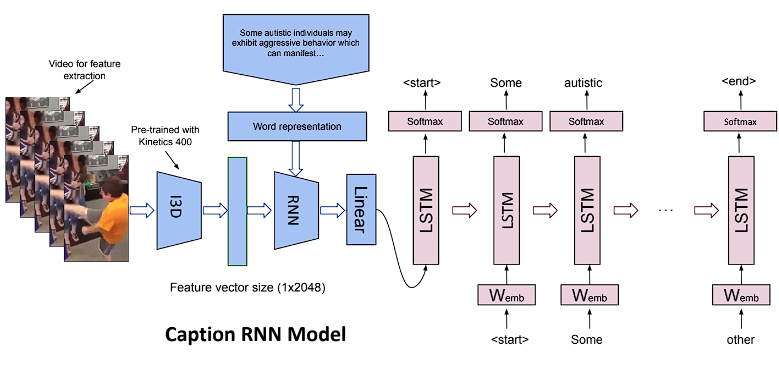 Some autistic individuals may
exhibit aggressive behavior which
can manifest...
Video for feature
extraction
<start>
Some
autistic
<end>
Softmax
Softmax
Softmax
Softmax
Word representation
Pre-trained with
Kinetics 400
I3D
RNN
Linear
LSTM
LSTM
LSTM
...
LSTM
Feature vector size (1x2048)
Wemb
Wemb
Wemb
Caption RNN Model
<start>
Some
other